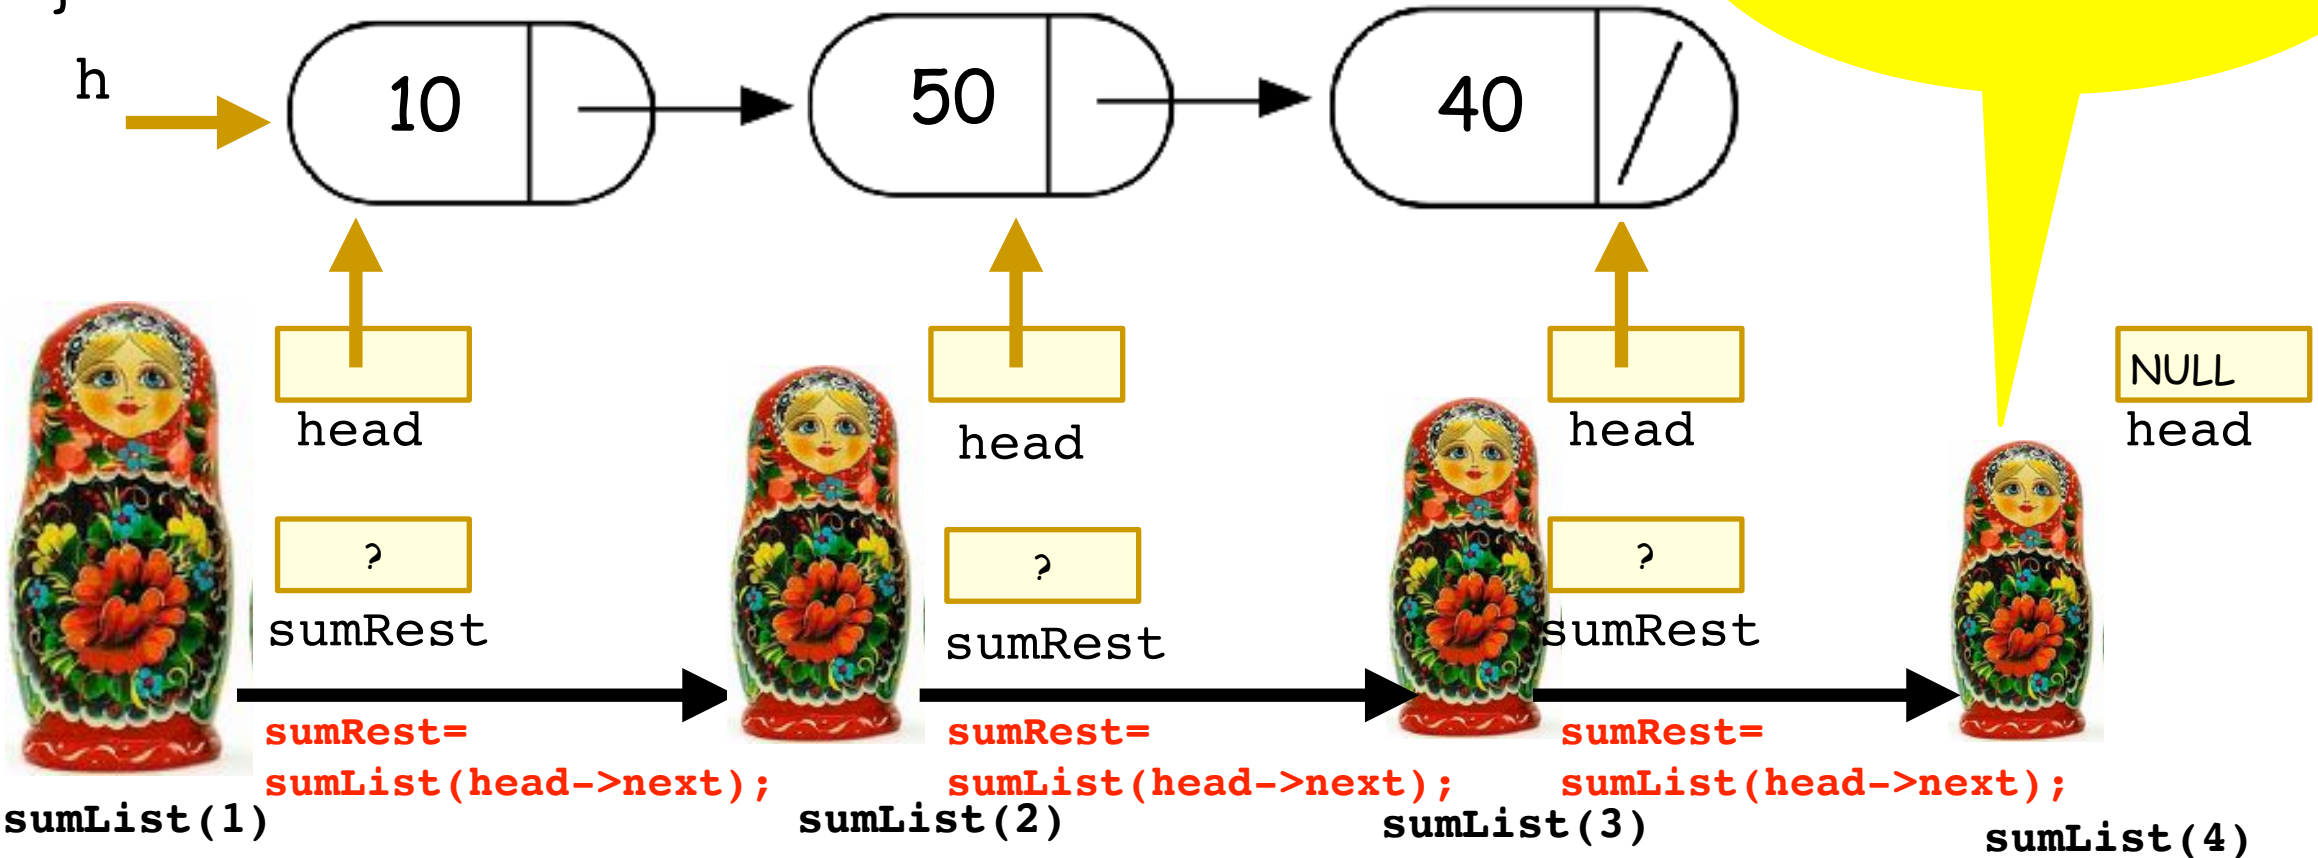 }
h
10
50
40
NULL
head
head
head
head
?
?
?
sumRest
sumRest
sumRest
sumRest=
sumList(head->next);
sumRest=
sumList(head->next);
sumRest=
sumList(head->next);
sumList(1)
sumList(2)
sumList(3)
sumList(4)